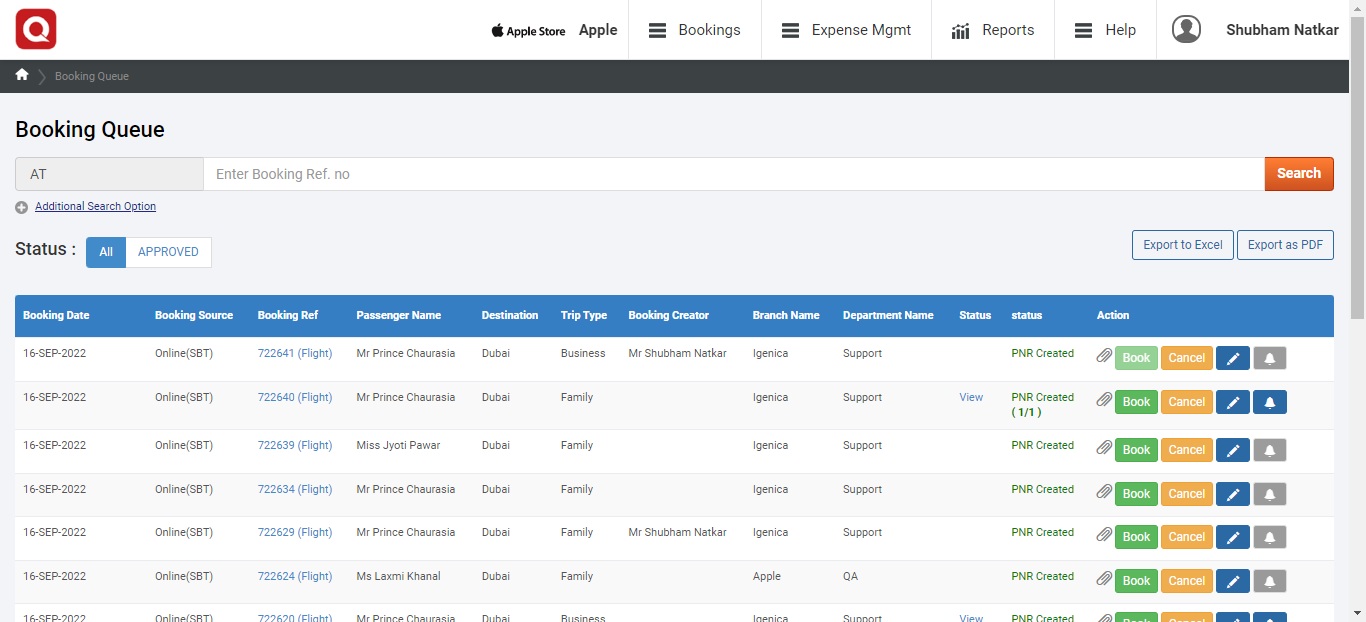 Apple Store Apple Bookings Expense Mgmt Reports Help Shubham Natkar
Booking Queue
Booking Queue
AT Enter Booking Ref. no Search
Additional Search Option
Status : All APPROVED Export to Excel Export as PDF
Booking Date Booking Source Booking Ref Passenger Name Destination Trip Type Booking Creator Branch Name Department Name Status status Action
16-SEP-2022 Online(SBT) 722641 (Flight) Mr Prince Chaurasia Dubai Business Mr Shubham Natkar Igenica Support PNR Created Book Cancel
16-SEP-2022 Online(SBT) 722640 (Flight) Mr Prince Chaurasia Dubai Family Igenica Support View PNR Created Book Cancel
( 1/1 )
16-SEP-2022 Online(SBT) 722639 (Flight) Miss Jyoti Pawar Dubai Family Igenica Support PNR Created Book Cancel
16-SEP-2022 Online(SBT) 722634 (Flight) Mr Prince Chaurasia Dubai Family Igenica Support PNR Created Book Cancel
16-SEP-2022 Online(SBT) 722629 (Flight) Mr Prince Chaurasia Dubai Family Mr Shubham Natkar Igenica Support PNR Created Book Cancel
16-SEP-2022 Online(SBT) 722624 (Flight) Ms Laxmi Khanal Dubai Family Apple QA PNR Created Book Cancel
16-SEP-2022 Online(SBT) 722620 (Flight) Mr Prince Chaurasia Dubai Business Igenica Support View PNR Created Book Cancel